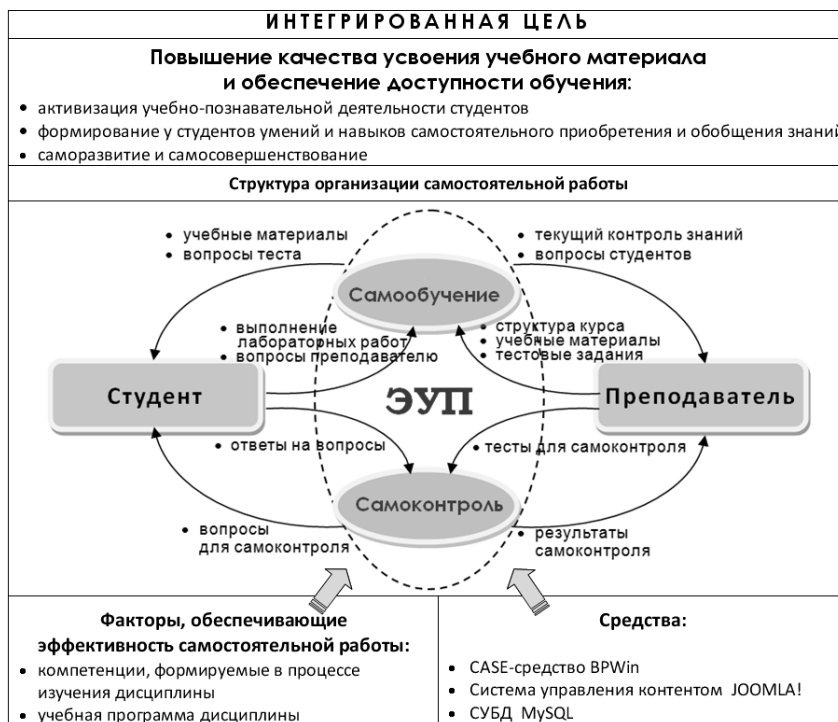 ИНТЕГРИРОВАННАЯ ЦЕЛЬ
Повышение качества усвоения учебного материала
и обеспечение доступности обучения:
• активизация учебно-познавательной деятельности студентов
• формирование у студентов умений и навыков самостоятельного приобретения и обобщения знаний
• саморазвитие и самосовершенствование
Структура организации самостоятельной работы
• учебные материалы
• вопросы теста
• текущий контроль знаний
• вопросы студентов
Самообучение
• выполнение
лабораторных работ
• вопросы преподавателю
• структура курса
• учебные материалы
• тестовые задания
Студент
ЭУП
Преподаватель
• ответы на вопросы
• тесты для самоконтроля
Самоконтроль
• вопросы
для самоконтроля
• результаты
самоконтроля
Факторы, обеспечивающие
эффективность самостоятельной работы:
• компетенции, формируемые в процессе
изучения дисциплины
• учебная программа дисциплины
Средства:
• CASE-средство BPWin
• Система управления контентом JOOMLA!
• СУБД MySQL